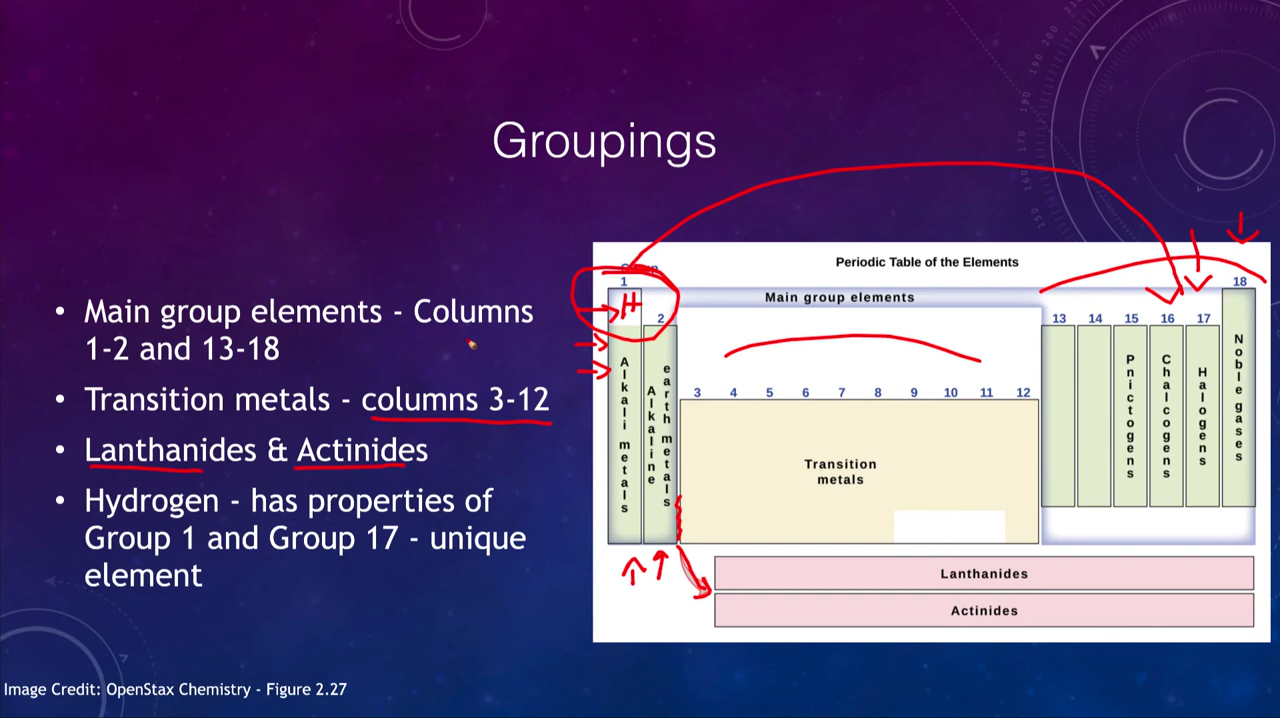 Groupings
• Main group elements - Columns
1-2 and 13-18
• Transition metals - columns 3-12
• Lanthanides & Actinides
• Hydrogen - has properties of
Group 1 and Group 17 - unique
element
Image Credit: OpenStax Chemistry - Figure 2.27
Periodic Table of the Elements
1
18
Main group elements
H
2
13 14 15 16 17
3 4 5 6 7 8 9 10 11 12
Alkali metals
Alkaline earth metals
Transition
metals
Pnictogens
Chalcogens
Halogens
Noble gases
Lanthanides
Actinides